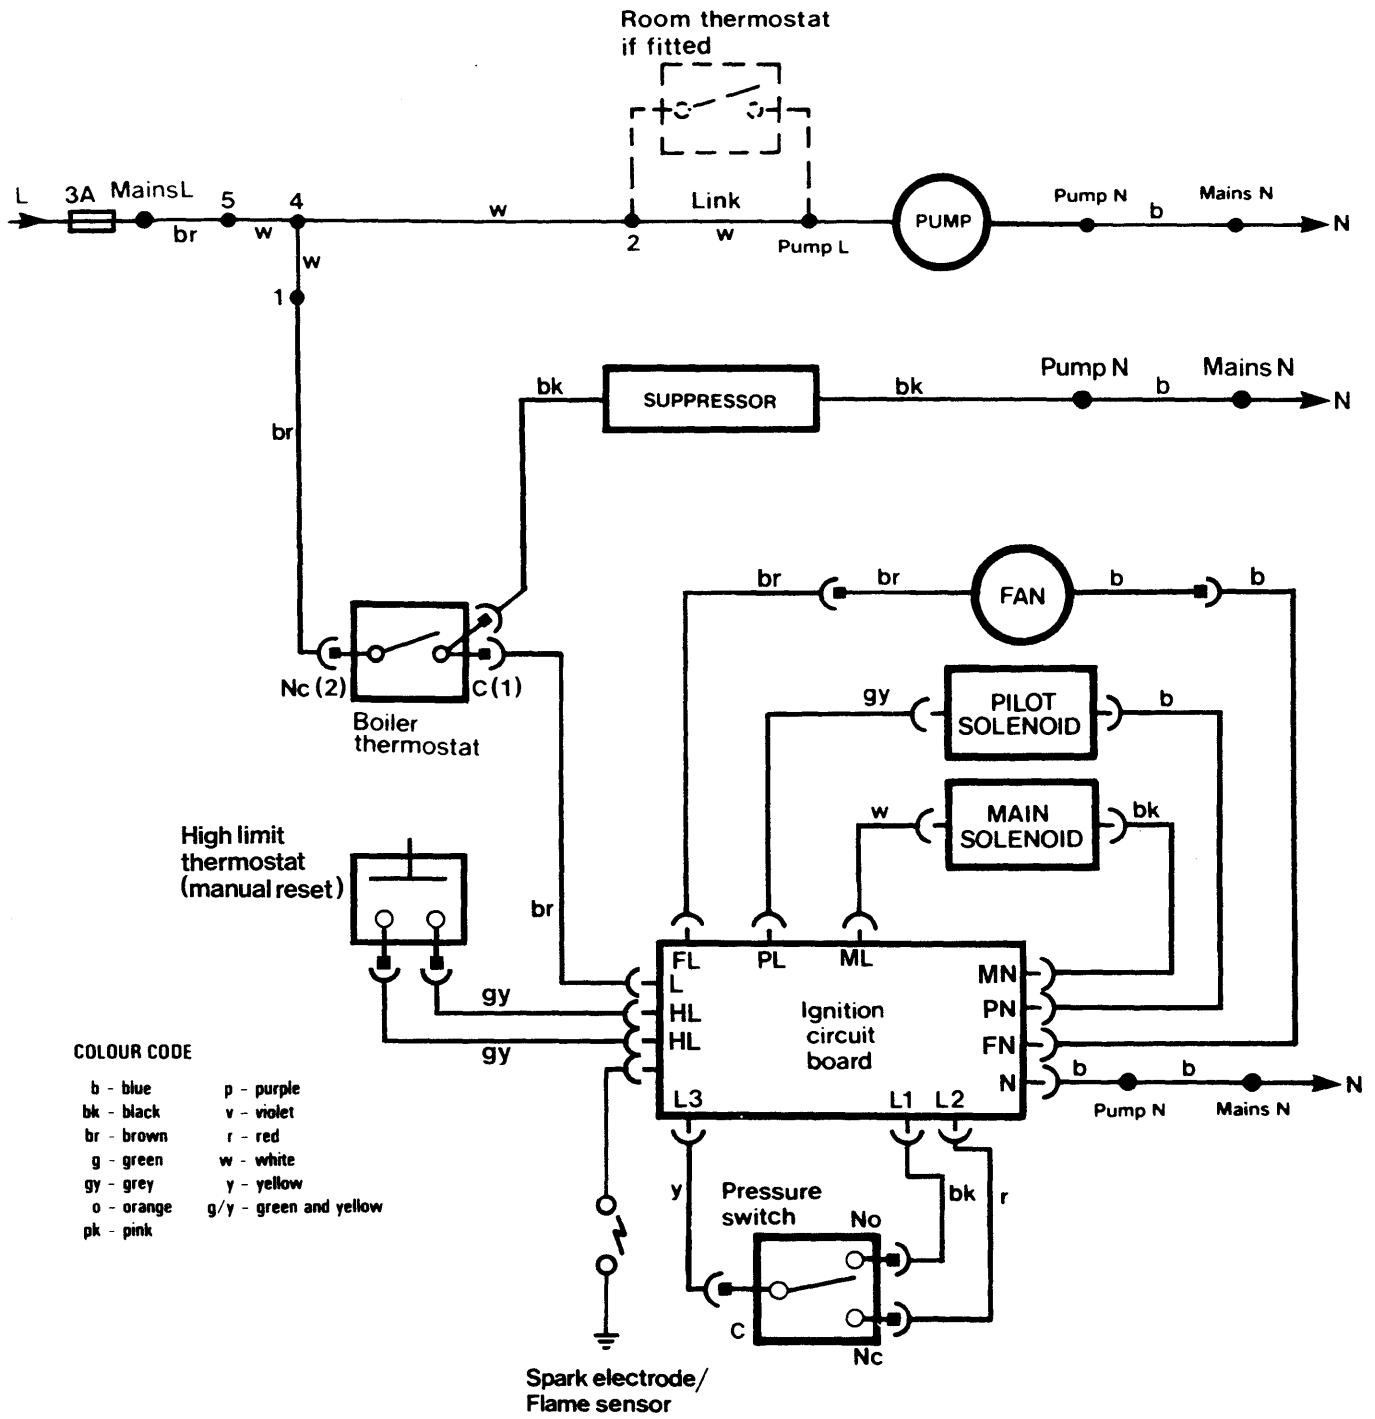 Room thermostat
if fitted
L
3A
Mains L
5
4
w
Link
PUMP
Pump N
b
Mains N
N
br
w
2
w
Pump L
w
1
br
bk
SUPPRESSOR
bk
Pump N
b
Mains N
N
br
br
FAN
b
b
Nc (2)
C (1)
Boiler
thermostat
gy
PILOT
SOLENOID
b
w
MAIN
SOLENOID
bk
High limit
thermostat
(manual reset)
br
FL
PL
ML
L
MN
gy
HL
Ignition
circuit
board
PN
gy
HL
FN
N
b
b
N
Pump N
Mains N
L3
L1
L2
COLOUR CODE
b - blue
p - purple
bk - black
v - violet
br - brown
r - red
g - green
w - white
gy - grey
y - yellow
o - orange
g/y - green and yellow
pk - pink
y
Pressure
switch
bk
r
No
C
Nc
Spark electrode/
Flame sensor